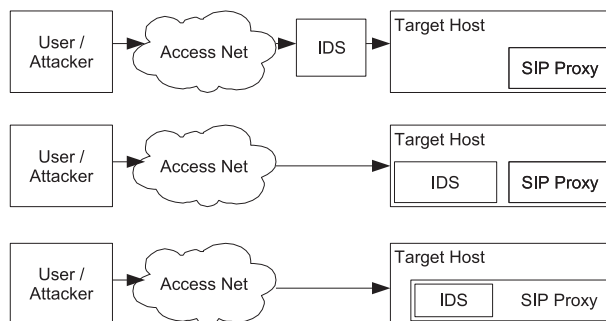 User /
Attacker
Access Net
IDS
Target Host
SIP Proxy
User /
Attacker
Access Net
Target Host
IDS
SIP Proxy
User /
Attacker
Access Net
Target Host
IDS
SIP Proxy